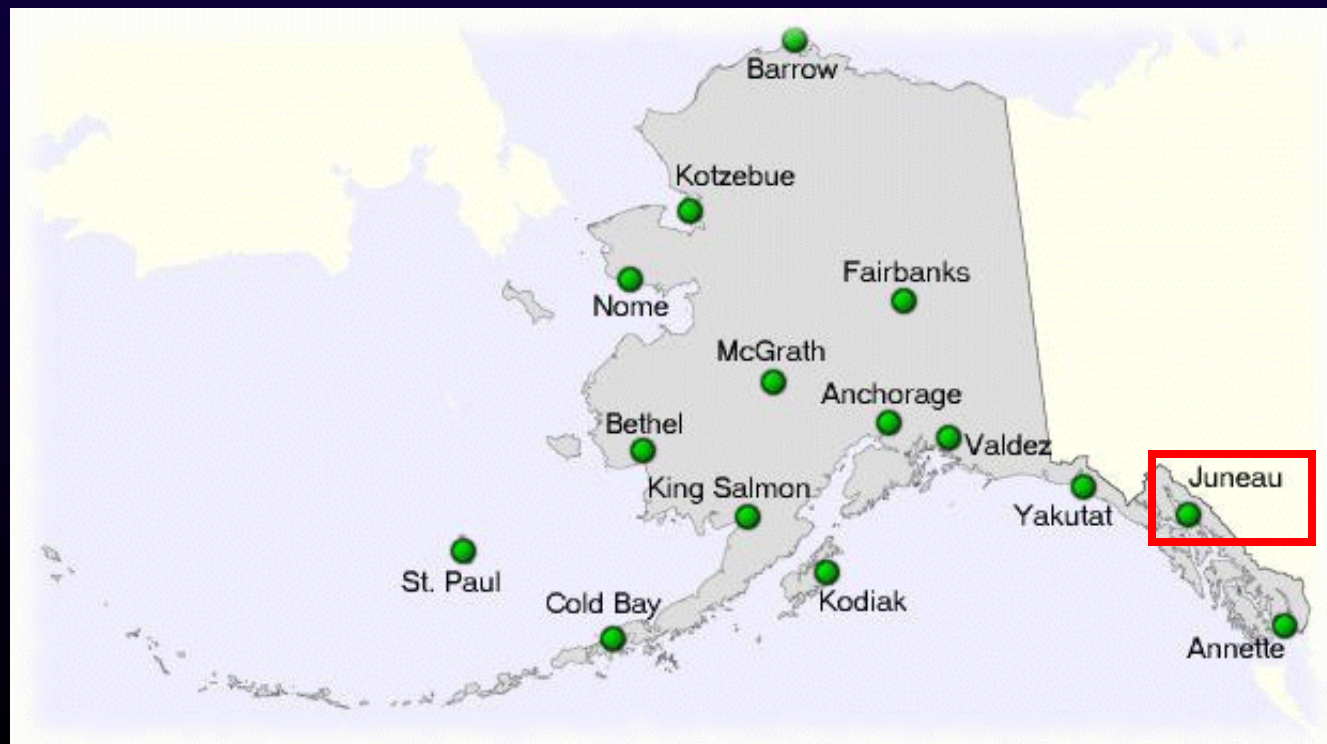 Barrow
Kotzebue
Fairbanks
Nome
McGrath
Anchorage
Bethel
Valdez
Juneau
King Salmon
Yakutat
St. Paul
Cold Bay
Kodiak
Annette